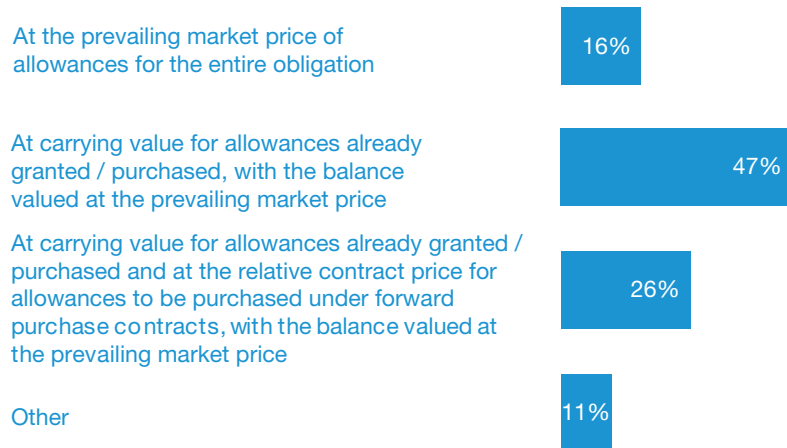 At the prevailing market price of
allowances for the entire obligation
16%
At carrying value for allowances already
granted / purchased, with the balance
valued at the prevailing market price
47%
At carrying value for allowances already granted /
purchased and at the relative contract price for
allowances to be purchased under forward
purchase contracts, with the balance valued at
the prevailing market price
26%
Other
11%